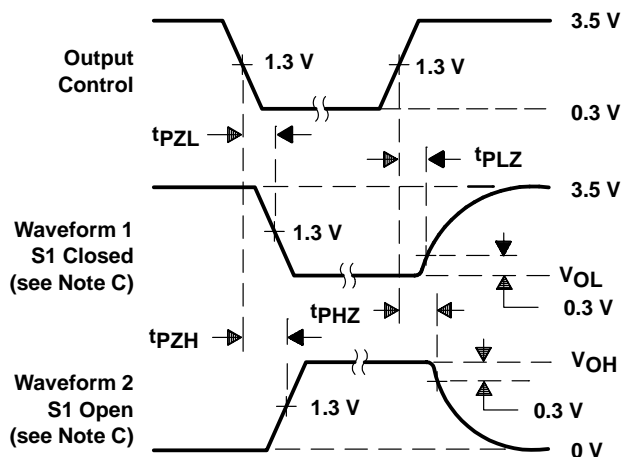 3.5 V
Output
Control
1.3 V
1.3 V
0.3 V
tPZL
tPLZ
3.5 V
Waveform 1
S1 Closed
(see Note C)
1.3 V
VOL
0.3 V
tPHZ
tPZH
VOH
Waveform 2
S1 Open
(see Note C)
1.3 V
0.3 V
0 V